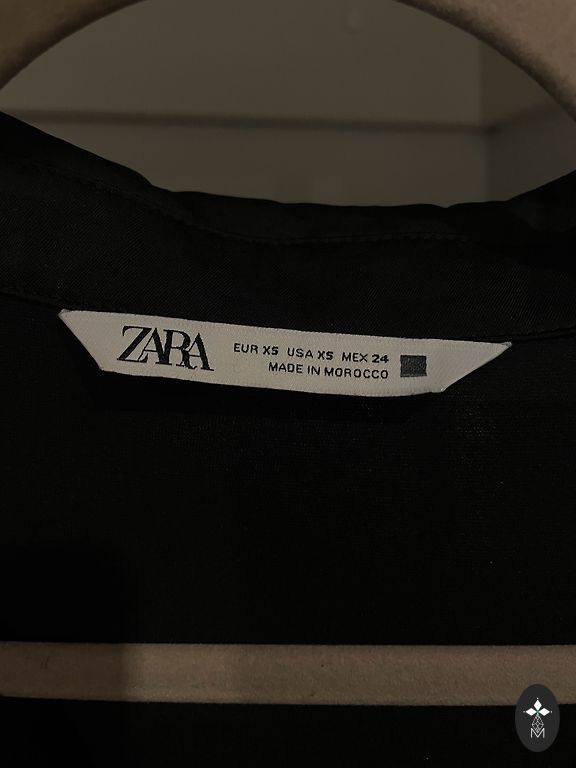 ZARA
EUR XS USA XS MEX 24
MADE IN MOROCCO
M